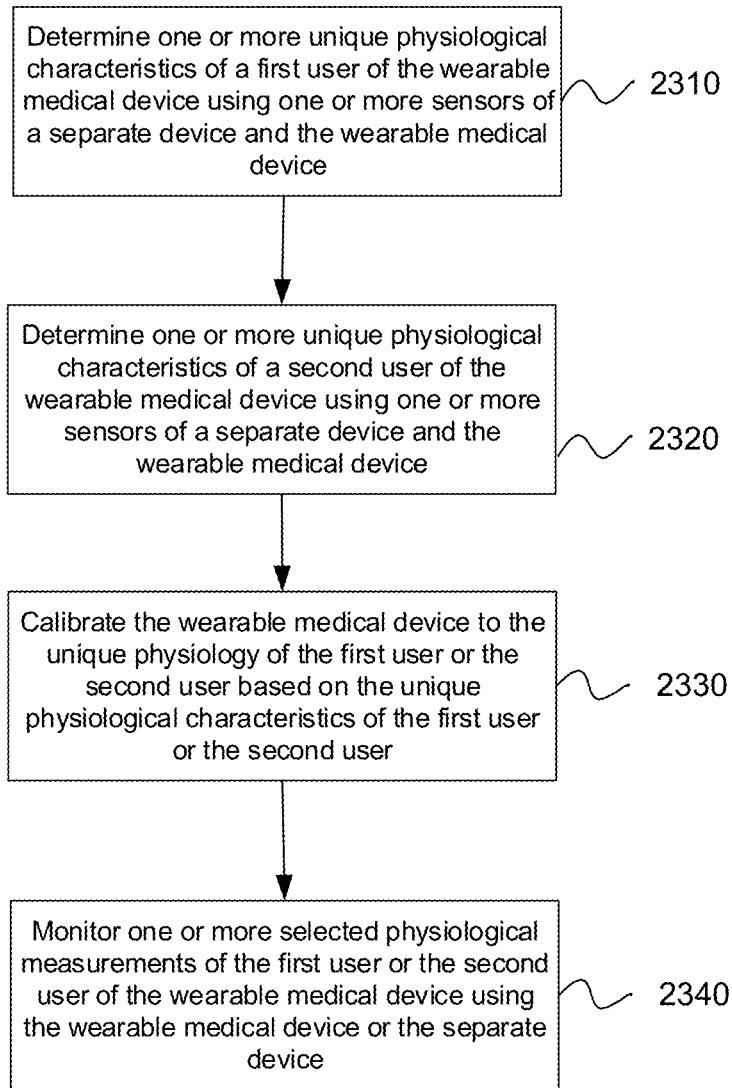 Determine one or more unique physiological
characteristics of a first user of the wearable
medical device using one or more sensors of
a separate device and the wearable medical
device
2310
Determine one or more unique physiological
characteristics of a second user of the
wearable medical device using one or more
sensors of a separate device and the
wearable medical device
2320
Calibrate the wearable medical device to the
unique physiology of the first user or the
second user based on the unique
physiological characteristics of the first user
or the second user
2330
Monitor one or more selected physiological
measurements of the first user or the second
user of the wearable medical device using
the wearable medical device or the separate
device
2340